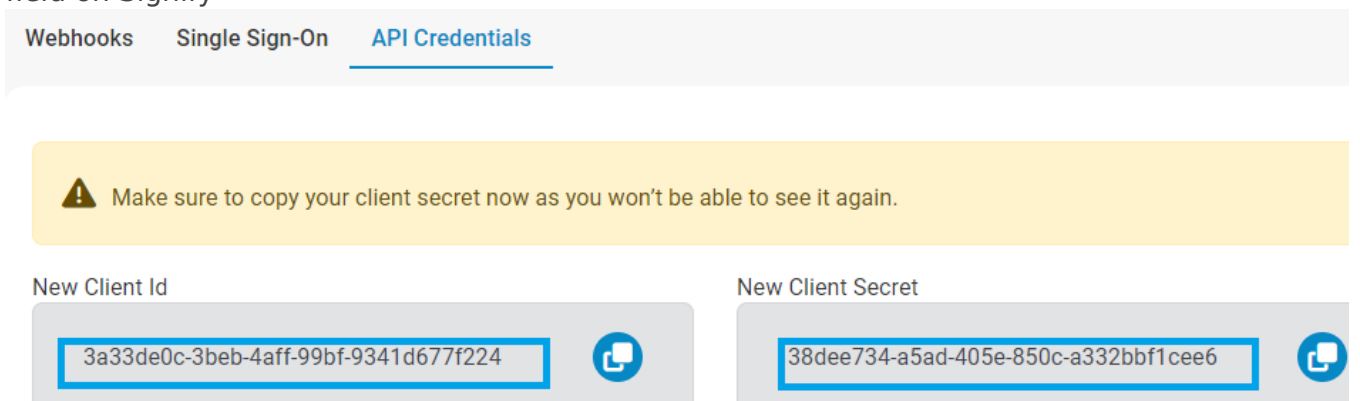 Webhooks Single Sign-On API Credentials
Make sure to copy your client secret now as you won’t be able to see it again.
New Client Id New Client Secret
3a33de0c-3beb-4aff-99bf-9341d677f224 38dee734-a5ad-405e-850c-a332bbf1cee6